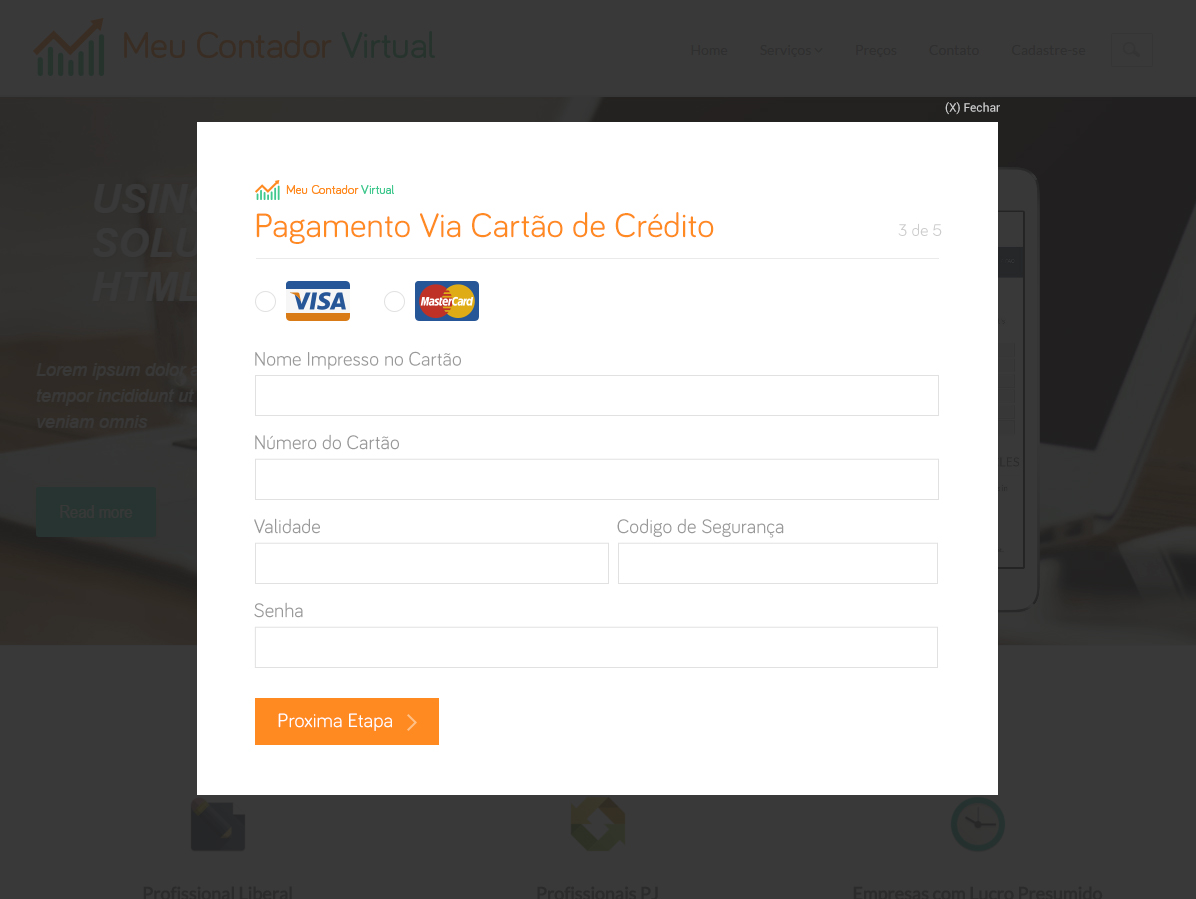 Meu Contador Virtual
Home Serviços Preços Contato Cadastre-se
(X) Fechar
Meu Contador Virtual
Pagamento Via Cartão de Crédito
3 de 5
VISA
MasterCard
Nome Impresso no Cartão
Número do Cartão
Validade
Codigo de Segurança
Senha
Proxima Etapa
HTML
Lorem ipsum dolor
tempor incididunt ut
veniam omnis
Read more
Profissional Liberal
Profissionais PJ
Empresas com Lucro Presumido